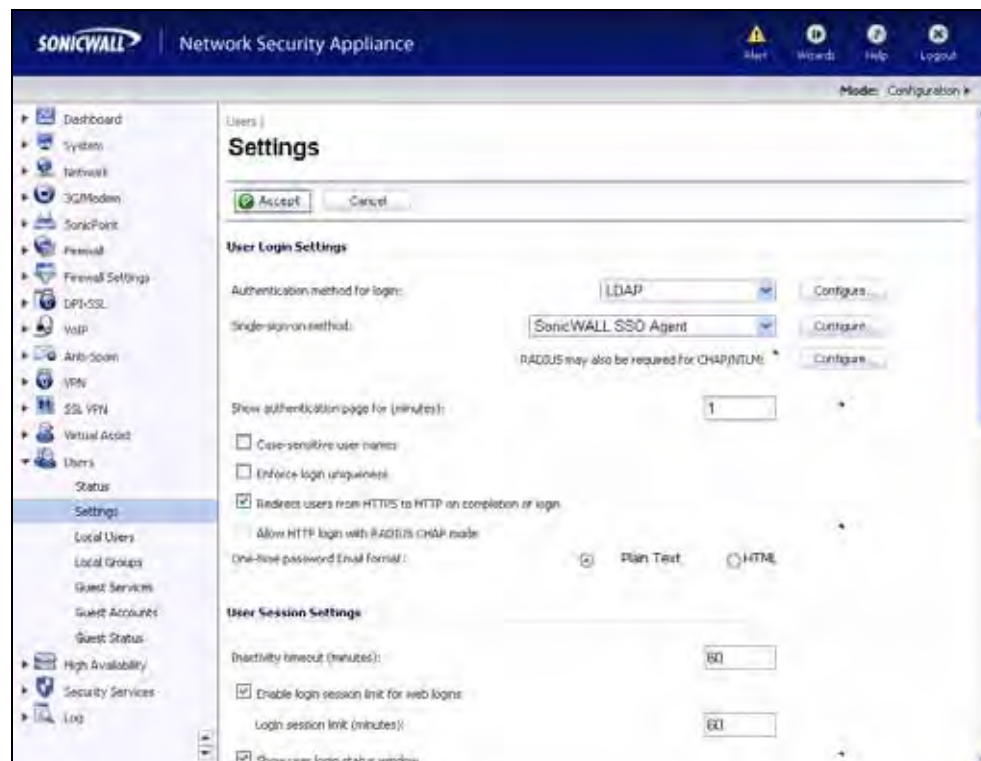 SONICWALL
Network Security Appliance
Alert
Wizards
Help
Logout
Mode: Configuration
Dashboard
System
Network
3G/Modem
SonicPoint
Firewall
Firewall Settings
DPI-SSL
VoIP
Anti-Spam
VPN
SSL VPN
Virtual Assist
Users
Status
Settings
Local Users
Local Groups
Guest Services
Guest Accounts
Guest Status
High Availability
Security Services
Log
Users |
Settings
Accept
Cancel
User Login Settings
Authentication method for login:
LDAP
Configure...
Single-sign-on method:
SonicWALL SSO Agent
Configure...
RADIUS may also be required for CHAP/NTLM:
Configure...
Show authentication page for (minutes):
1
Case-sensitive user names
Enforce login uniqueness
Redirect users from HTTPS to HTTP on completion of login
Allow HTTP login with RADIUS CHAP mode
One-time password Email format:
Plain Text
HTML
User Session Settings
Inactivity timeout (minutes):
60
Enable login session limit for web logins
Login session limit (minutes):
60
Show user login status window